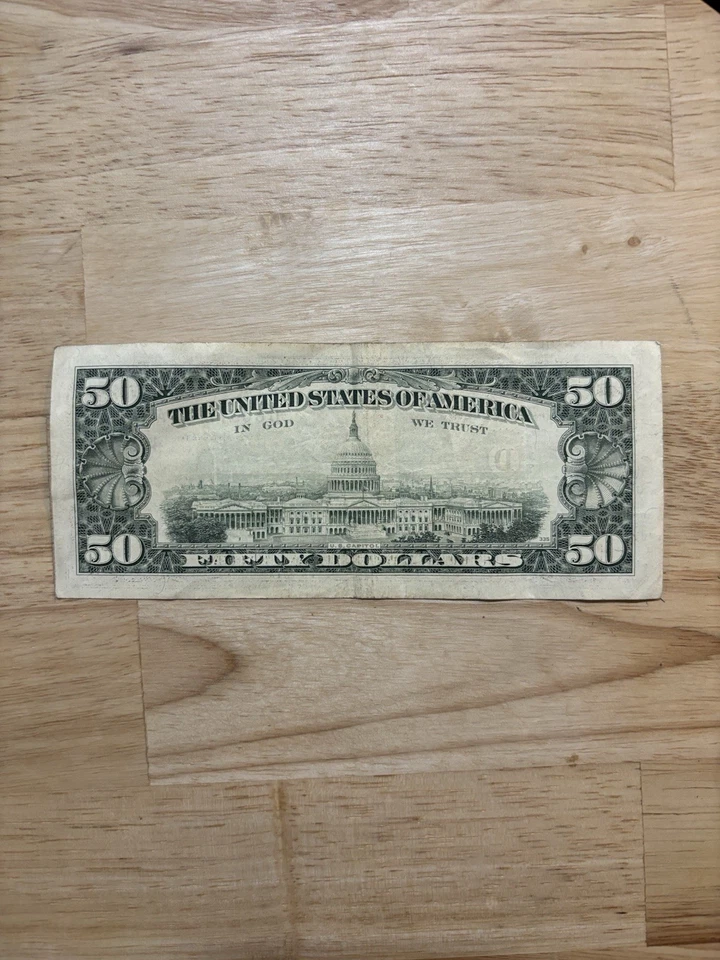 50 50
THE UNITED STATES OF AMERICA
IN GOD WE TRUST
U.S. CAPITOL
50 50
FIFTY DOLLARS